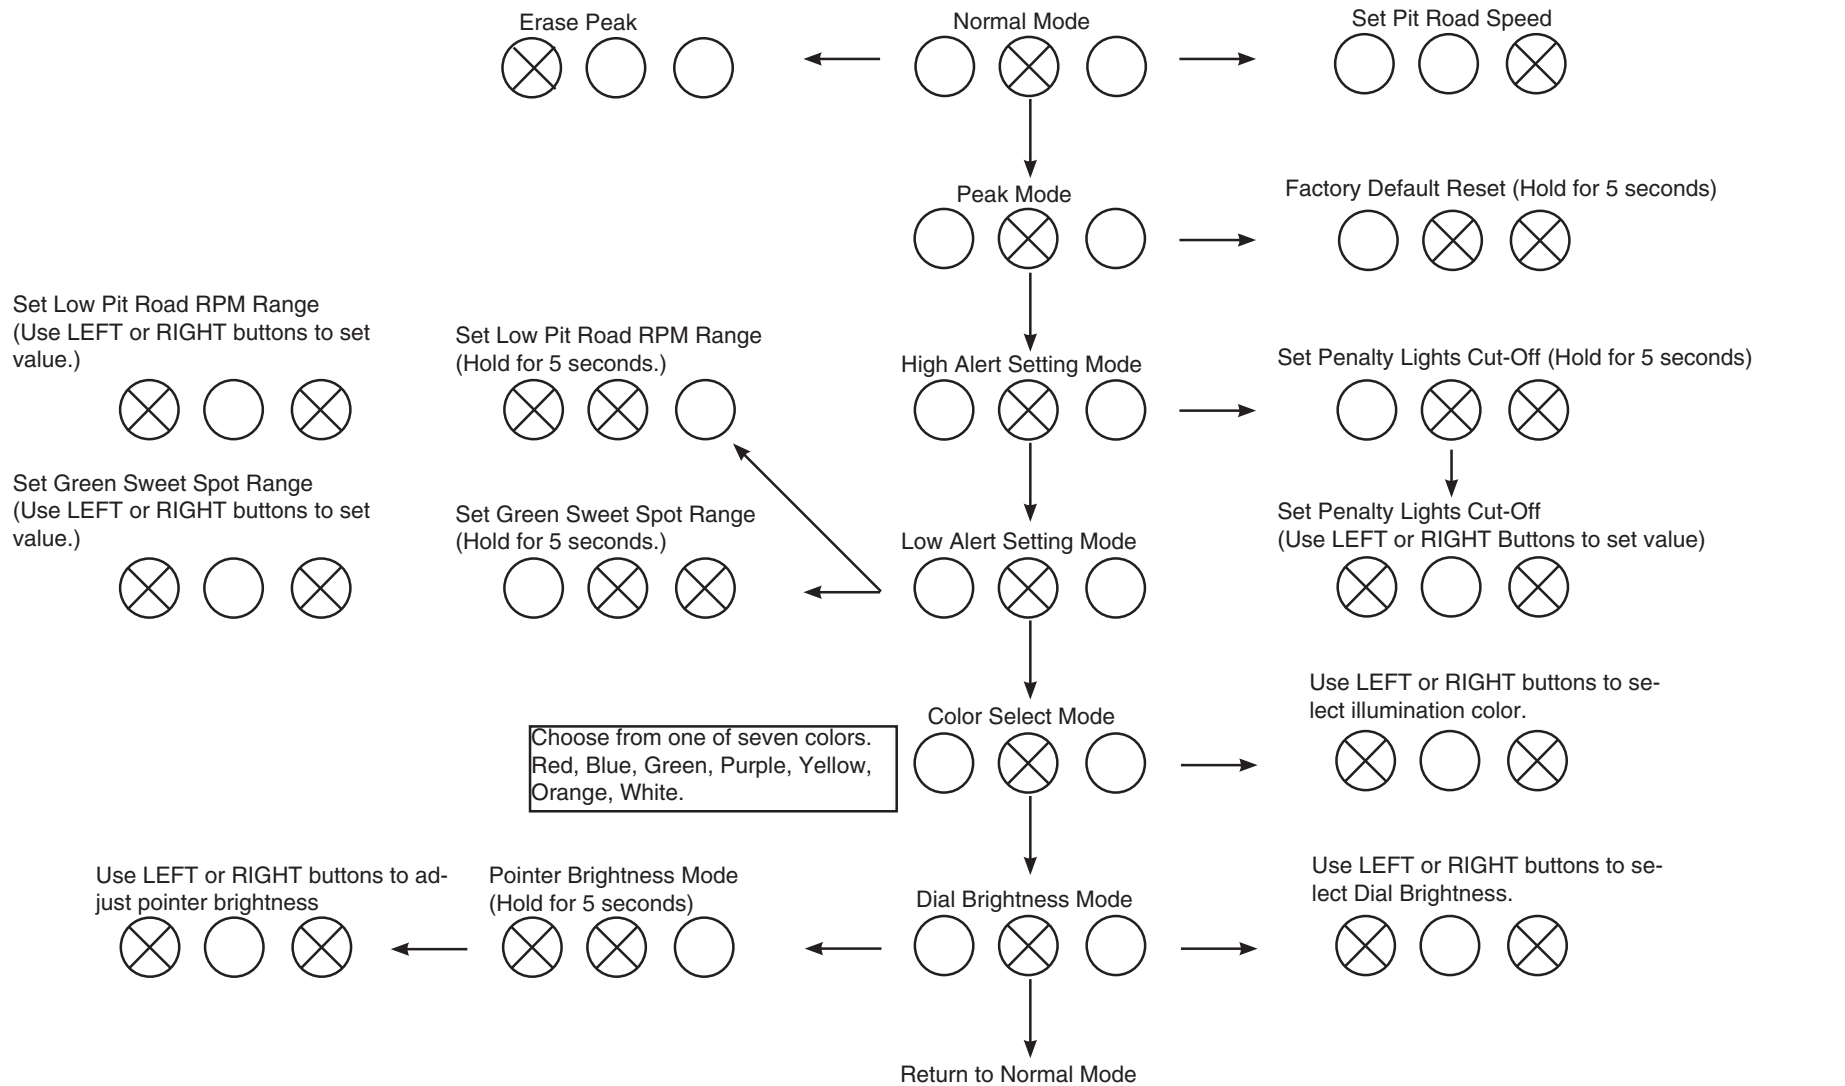 Erase Peak
Normal Mode
Set Pit Road Speed
Peak Mode
Factory Default Reset (Hold for 5 seconds)
Set Low Pit Road RPM Range
(Use LEFT or RIGHT buttons to set
value.)
Set Low Pit Road RPM Range
(Hold for 5 seconds.)
High Alert Setting Mode
Set Penalty Lights Cut-Off (Hold for 5 seconds)
Set Green Sweet Spot Range
(Use LEFT or RIGHT buttons to set
value.)
Set Green Sweet Spot Range
(Hold for 5 seconds.)
Low Alert Setting Mode
Set Penalty Lights Cut-Off
(Use LEFT or RIGHT Buttons to set value)
Color Select Mode
Choose from one of seven colors.
Red, Blue, Green, Purple, Yellow,
Orange, White.
Use LEFT or RIGHT buttons to se-
lect illumination color.
Use LEFT or RIGHT buttons to ad-
just pointer brightness
Pointer Brightness Mode
(Hold for 5 seconds)
Dial Brightness Mode
Use LEFT or RIGHT buttons to se-
lect Dial Brightness.
Return to Normal Mode